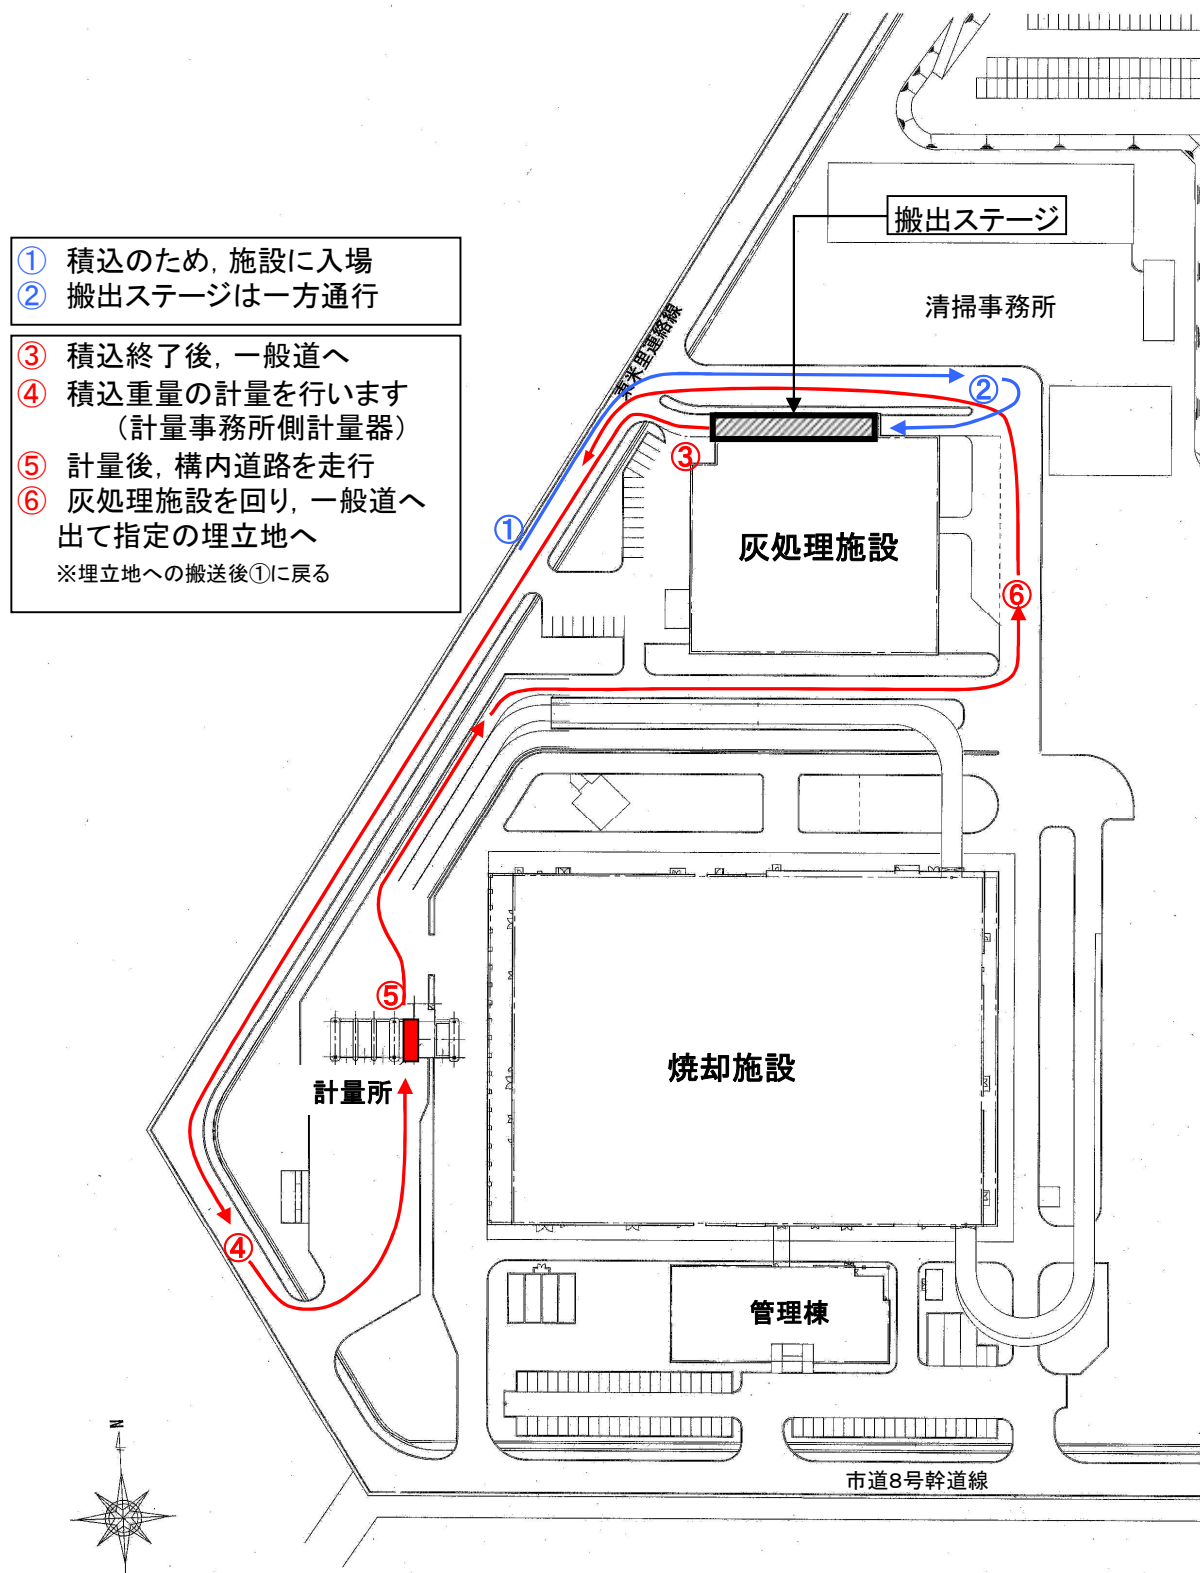 搬出ステージ
① 積込のため, 施設に入場
② 搬出ステージは一方通行
清掃事務所
東米里連絡線
③ 積込終了後, 一般道へ
④ 積込重量の計量を行います
(計量事務所側計量器)
⑤ 計量後, 構内道路を走行
⑥ 灰処理施設を回り, 一般道へ
出て指定の埋立地へ
※埋立地への搬送後①に戻る
②
③
①
灰処理施設
⑥
⑤
焼却施設
計量所
④
管理棟
N
市道8号幹道線